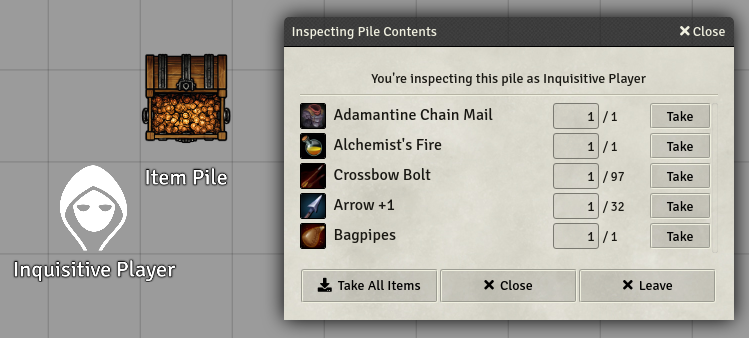 Item Pile
Inquisitive Player
Inspecting Pile Contents
Close
You're inspecting this pile as Inquisitive Player
Adamantine Chain Mail 1 / 1 Take
Alchemist's Fire 1 / 1 Take
Crossbow Bolt 1 / 97 Take
Arrow +1 1 / 32 Take
Bagpipes 1 / 1 Take
Take All Items Close Leave